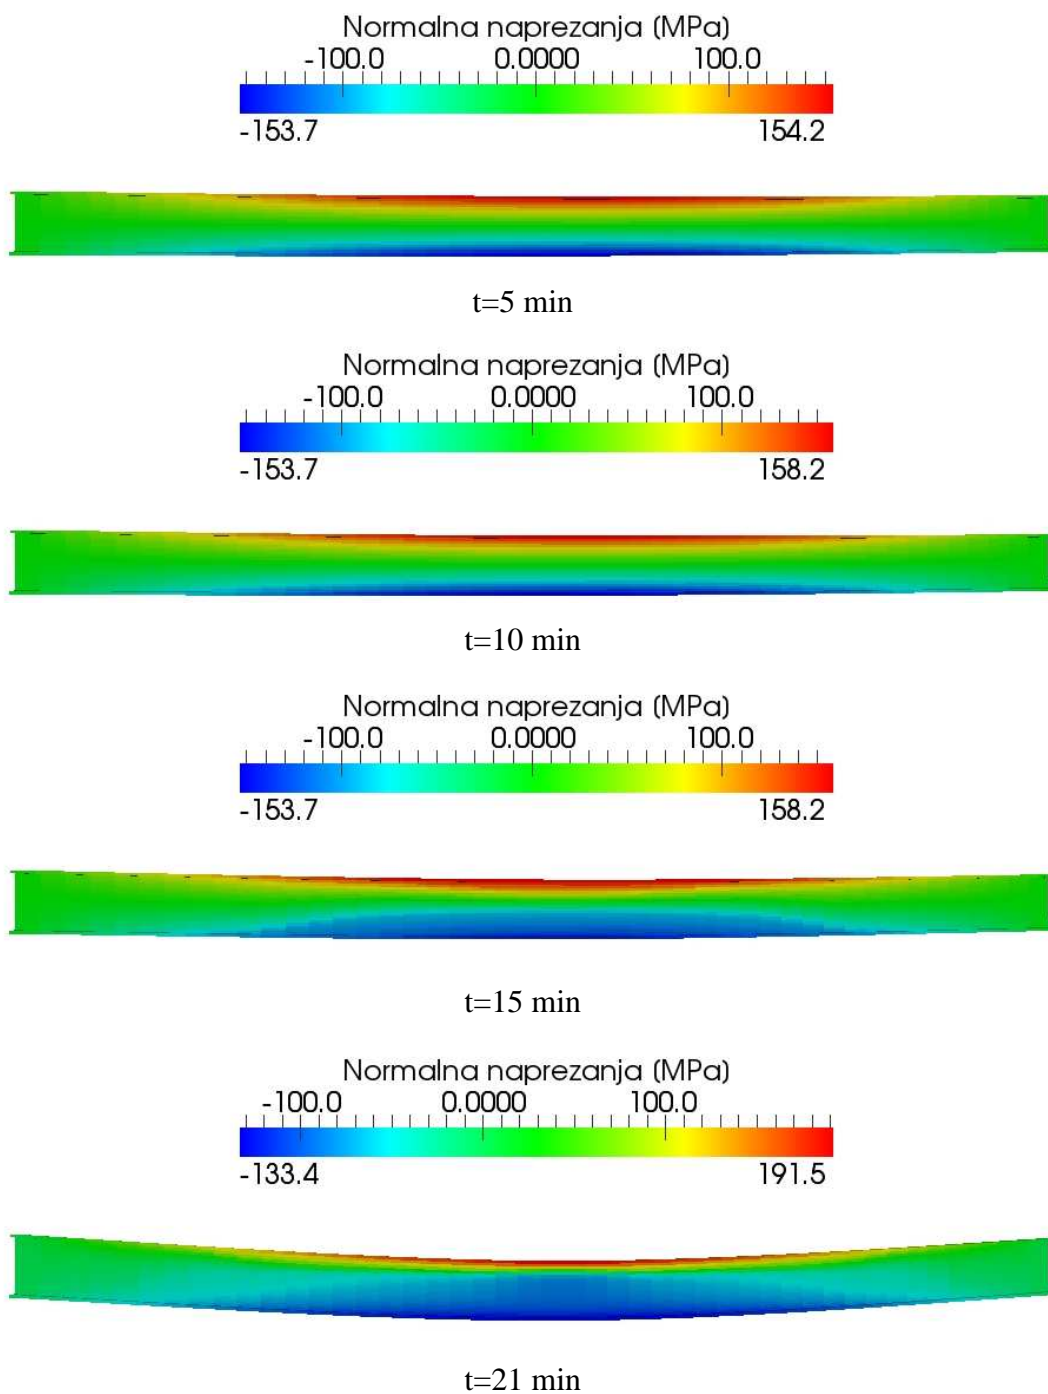 Normalna naprezanja (MPa)
-100.0 0.0000 100.0
-153.7 154.2
t=5 min
Normalna naprezanja (MPa)
-100.0 0.0000 100.0
-153.7 158.2
t=10 min
Normalna naprezanja (MPa)
-100.0 0.0000 100.0
-153.7 158.2
t=15 min
Normalna naprezanja (MPa)
-100.0 0.0000 100.0
-133.4 191.5
t=21 min